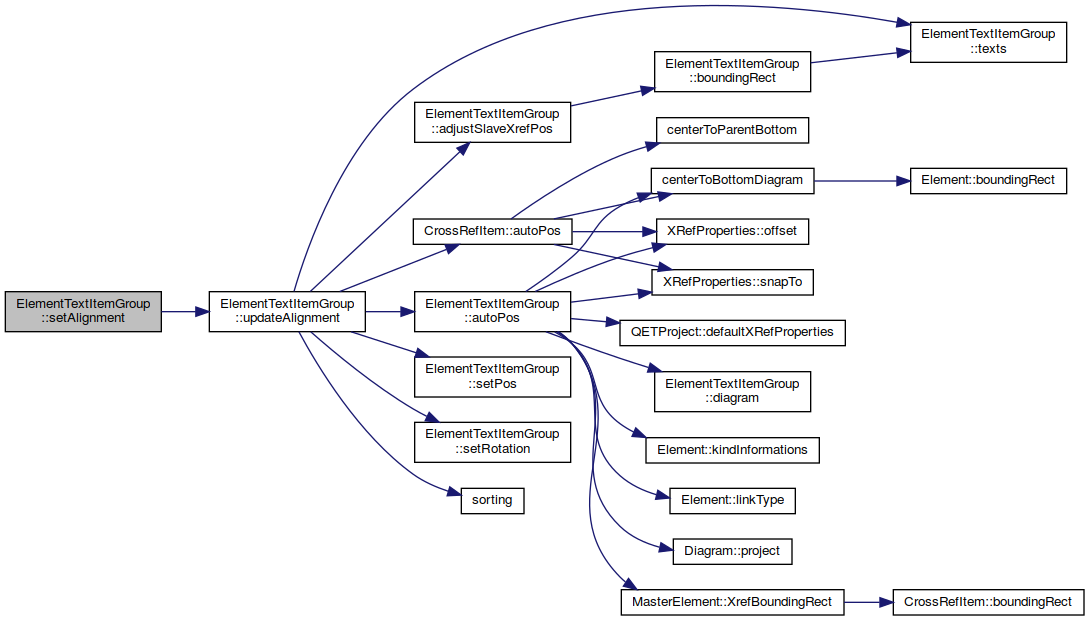 ElementTextItemGroup
::setAlignment
ElementTextItemGroup
::updateAlignment
ElementTextItemGroup
::adjustSlaveXrefPos
CrossRefItem::autoPos
ElementTextItemGroup
::autoPos
ElementTextItemGroup
::setPos
ElementTextItemGroup
::setRotation
sorting
ElementTextItemGroup
::boundingRect
centerToParentBottom
centerToBottomDiagram
XRefProperties::offset
XRefProperties::snapTo
QETProject::defaultXRefProperties
ElementTextItemGroup
::diagram
Element::kindInformations
Element::linkType
Diagram::project
MasterElement::XrefBoundingRect
ElementTextItemGroup
::texts
Element::boundingRect
CrossRefItem::boundingRect